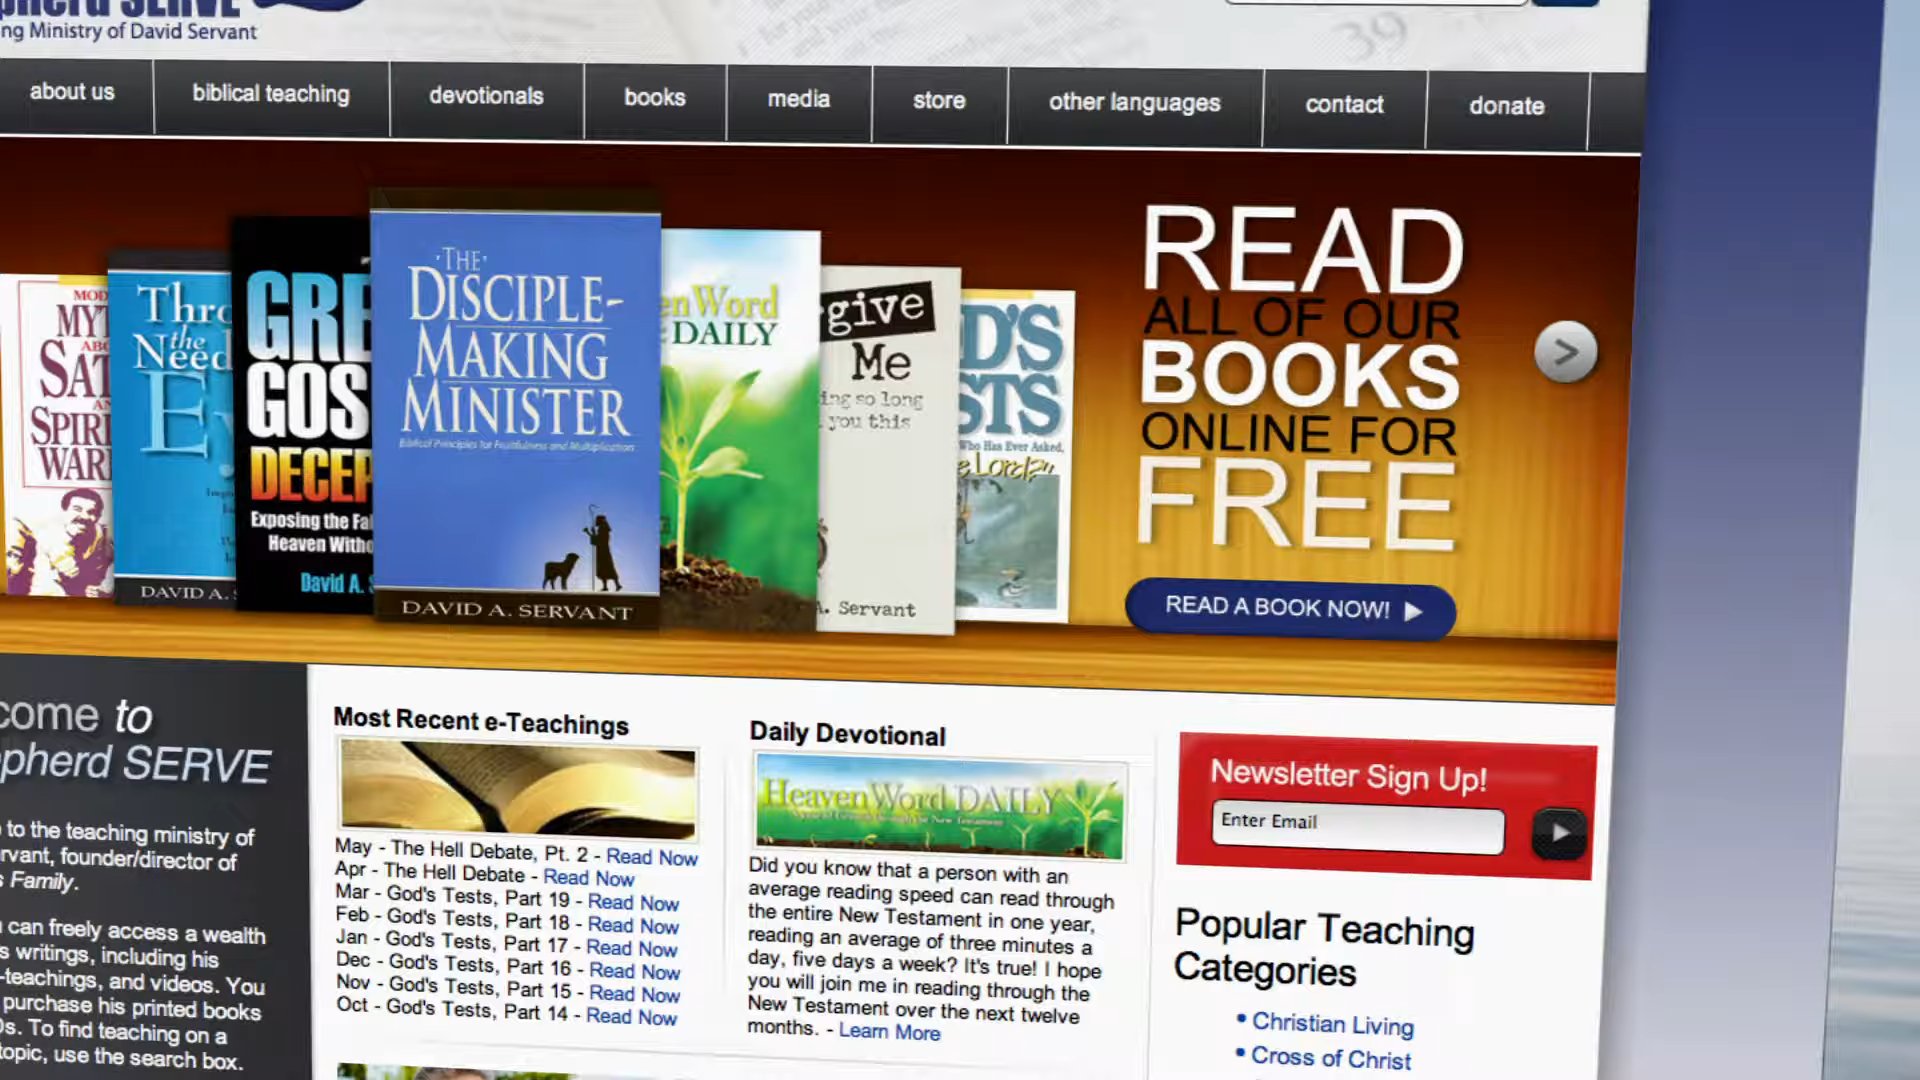 SERVE
ng Ministry of David Servant
39
about us
biblical teaching
devotionals
books
media
store
other languages
contact
donate
MYT
SAT
SPIRI
WAR
Thro
the
Need
E
DAVID A. S
GRE
GOS
DECEP
Exposing the Fal
Heaven Witho
David A. S
THE
DISCIPLE-
MAKING
MINISTER
Biblical Principles for Fruitfulness and Multiplication
DAVID A. SERVANT
enWord
DAILY
give
Me
ing so long
you this
A. Servant
D'S
STS
Who Has Ever Asked,
e Lord?"
READ
ALL OF OUR
BOOKS
ONLINE FOR
FREE
READ A BOOK NOW!
>
come to
pherd SERVE
to the teaching ministry of
rvant, founder/director of
s Family.
can freely access a wealth
s writings, including his
-teachings, and videos. You
purchase his printed books
Ds. To find teaching on a
topic, use the search box.
Most Recent e-Teachings
May - The Hell Debate, Pt. 2 - Read Now
Apr - The Hell Debate - Read Now
Mar - God's Tests, Part 19 - Read Now
Feb - God's Tests, Part 18 - Read Now
Jan - God's Tests, Part 17 - Read Now
Dec - God's Tests, Part 16 - Read Now
Nov - God's Tests, Part 15 - Read Now
Oct - God's Tests, Part 14 - Read Now
Daily Devotional
HeavenWord DAILY
Did you know that a person with an
average reading speed can read through
the entire New Testament in one year,
reading an average of three minutes a
day, five days a week? It's true! I hope
you will join me in reading through the
New Testament over the next twelve
months. - Learn More
Newsletter Sign Up!
Enter Email
Popular Teaching
Categories
• Christian Living
• Cross of Christ